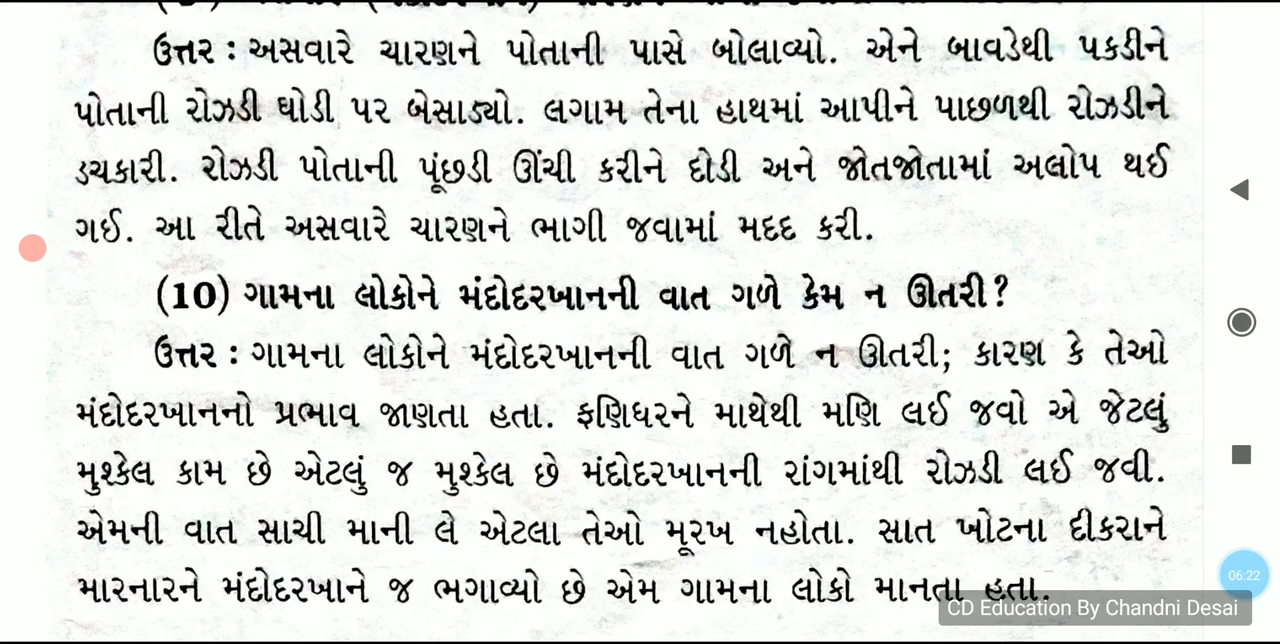 ઉત્તર : અસવારે ચારણને પોતાની પાસે બોલાવ્યો. એને બાવડેથી પકડીને
પોતાની રોઝડી ઘોડી પર બેસાડ્યો. લગામ તેના હાથમાં આપીને પાછળથી રોઝડીને
ડચકારી. રોઝડી પોતાની પૂંછડી ઊંચી કરીને દોડી અને જોતજોતામાં અલોપ થઈ
ગઈ. આ રીતે અસવારે ચારણને ભાગી જવામાં મદદ કરી.
(10) ગામના લોકોને મંદોદરખાનની વાત ગળે કેમ ન ઊતરી?
ઉત્તર : ગામના લોકોને મંદોદરખાનની વાત ગળે ન ઊતરી; કારણ કે તેઓ
મંદોદરખાનનો પ્રભાવ જાણતા હતા. ફણિધરને માથેથી મણિ લઈ જવો એ જેટલું
મુશ્કેલ કામ છે એટલું જ મુશ્કેલ છે મંદોદરખાનની રાંગમાંથી રોઝડી લઈ જવી.
એમની વાત સાચી માની લે એટલા તેઓ મૂરખ નહોતા. સાત ખોટના દીકરાને
મારનારને મંદોદરખાને જ ભગાવ્યો છે એમ ગામના લોકો માનતા હતા.
06:22
CD Education By Chandni Desai